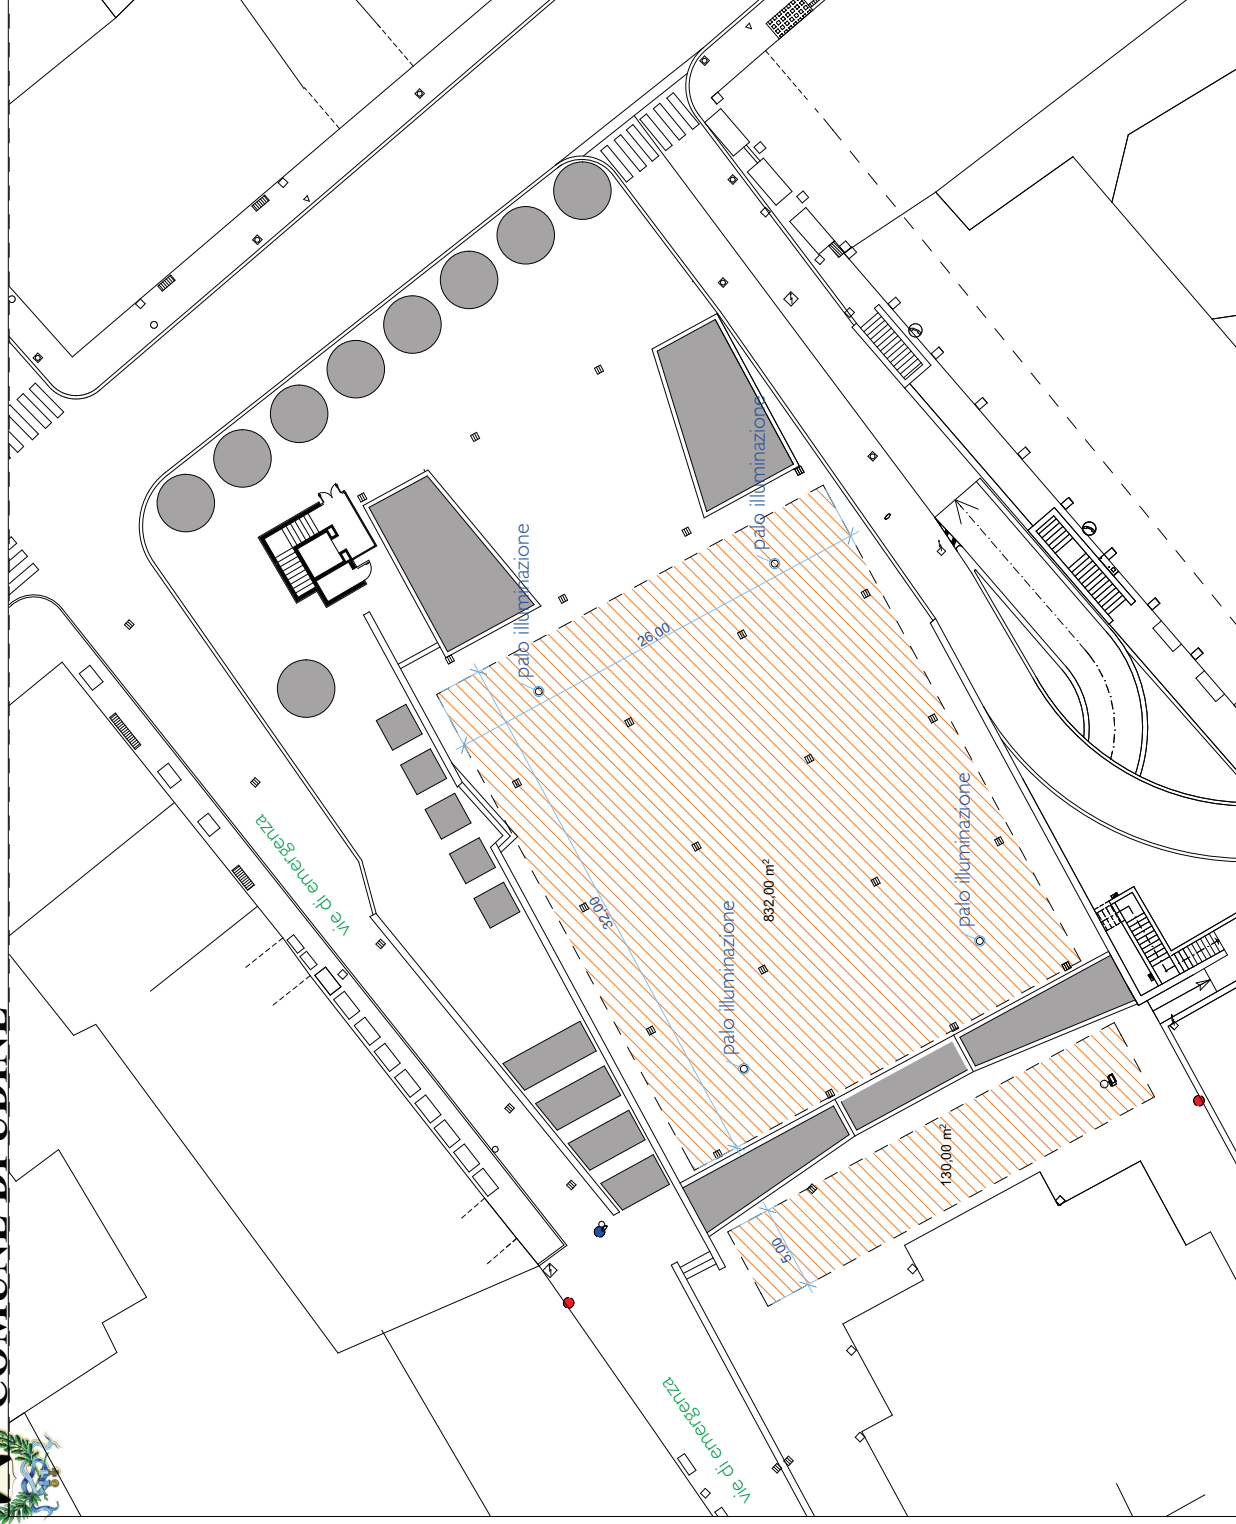 COMUNE DI UDINE
palo illuminazione
palo illuminazione
26,00
vie di emergenza
32,00
832,00 m²
palo illuminazione
palo illuminazione
130,00 m²
5,00
vie di emergenza